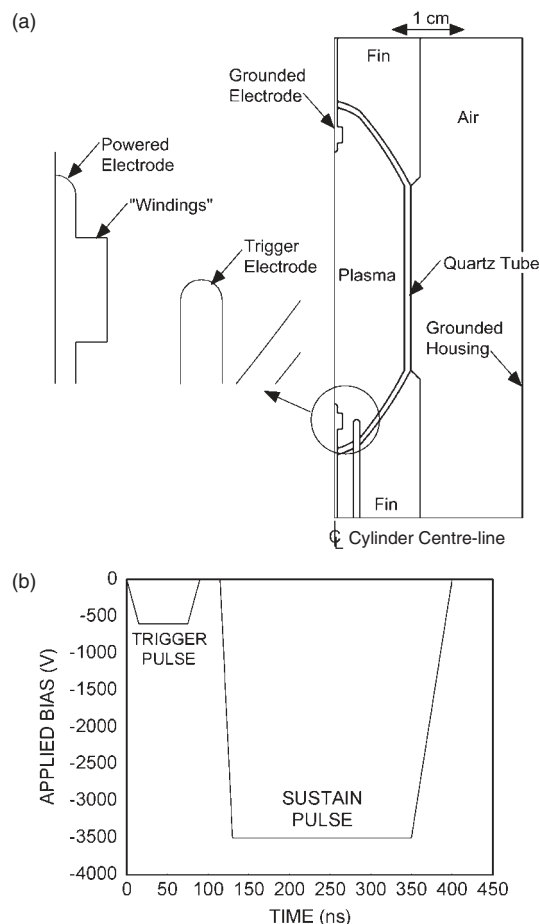 (a)
1 cm
Fin
Grounded
Electrode
Air
Powered
Electrode
"Windings"
Trigger
Electrode
Plasma
Quartz Tube
Grounded
Housing
Fin
℄ Cylinder Centre-line
(b)
0
-500
-1000
-1500
-2000
-2500
-3000
-3500
-4000
APPLIED BIAS (V)
TRIGGER
PULSE
SUSTAIN
PULSE
0 50 100 150 200 250 300 350 400 450
TIME (ns)